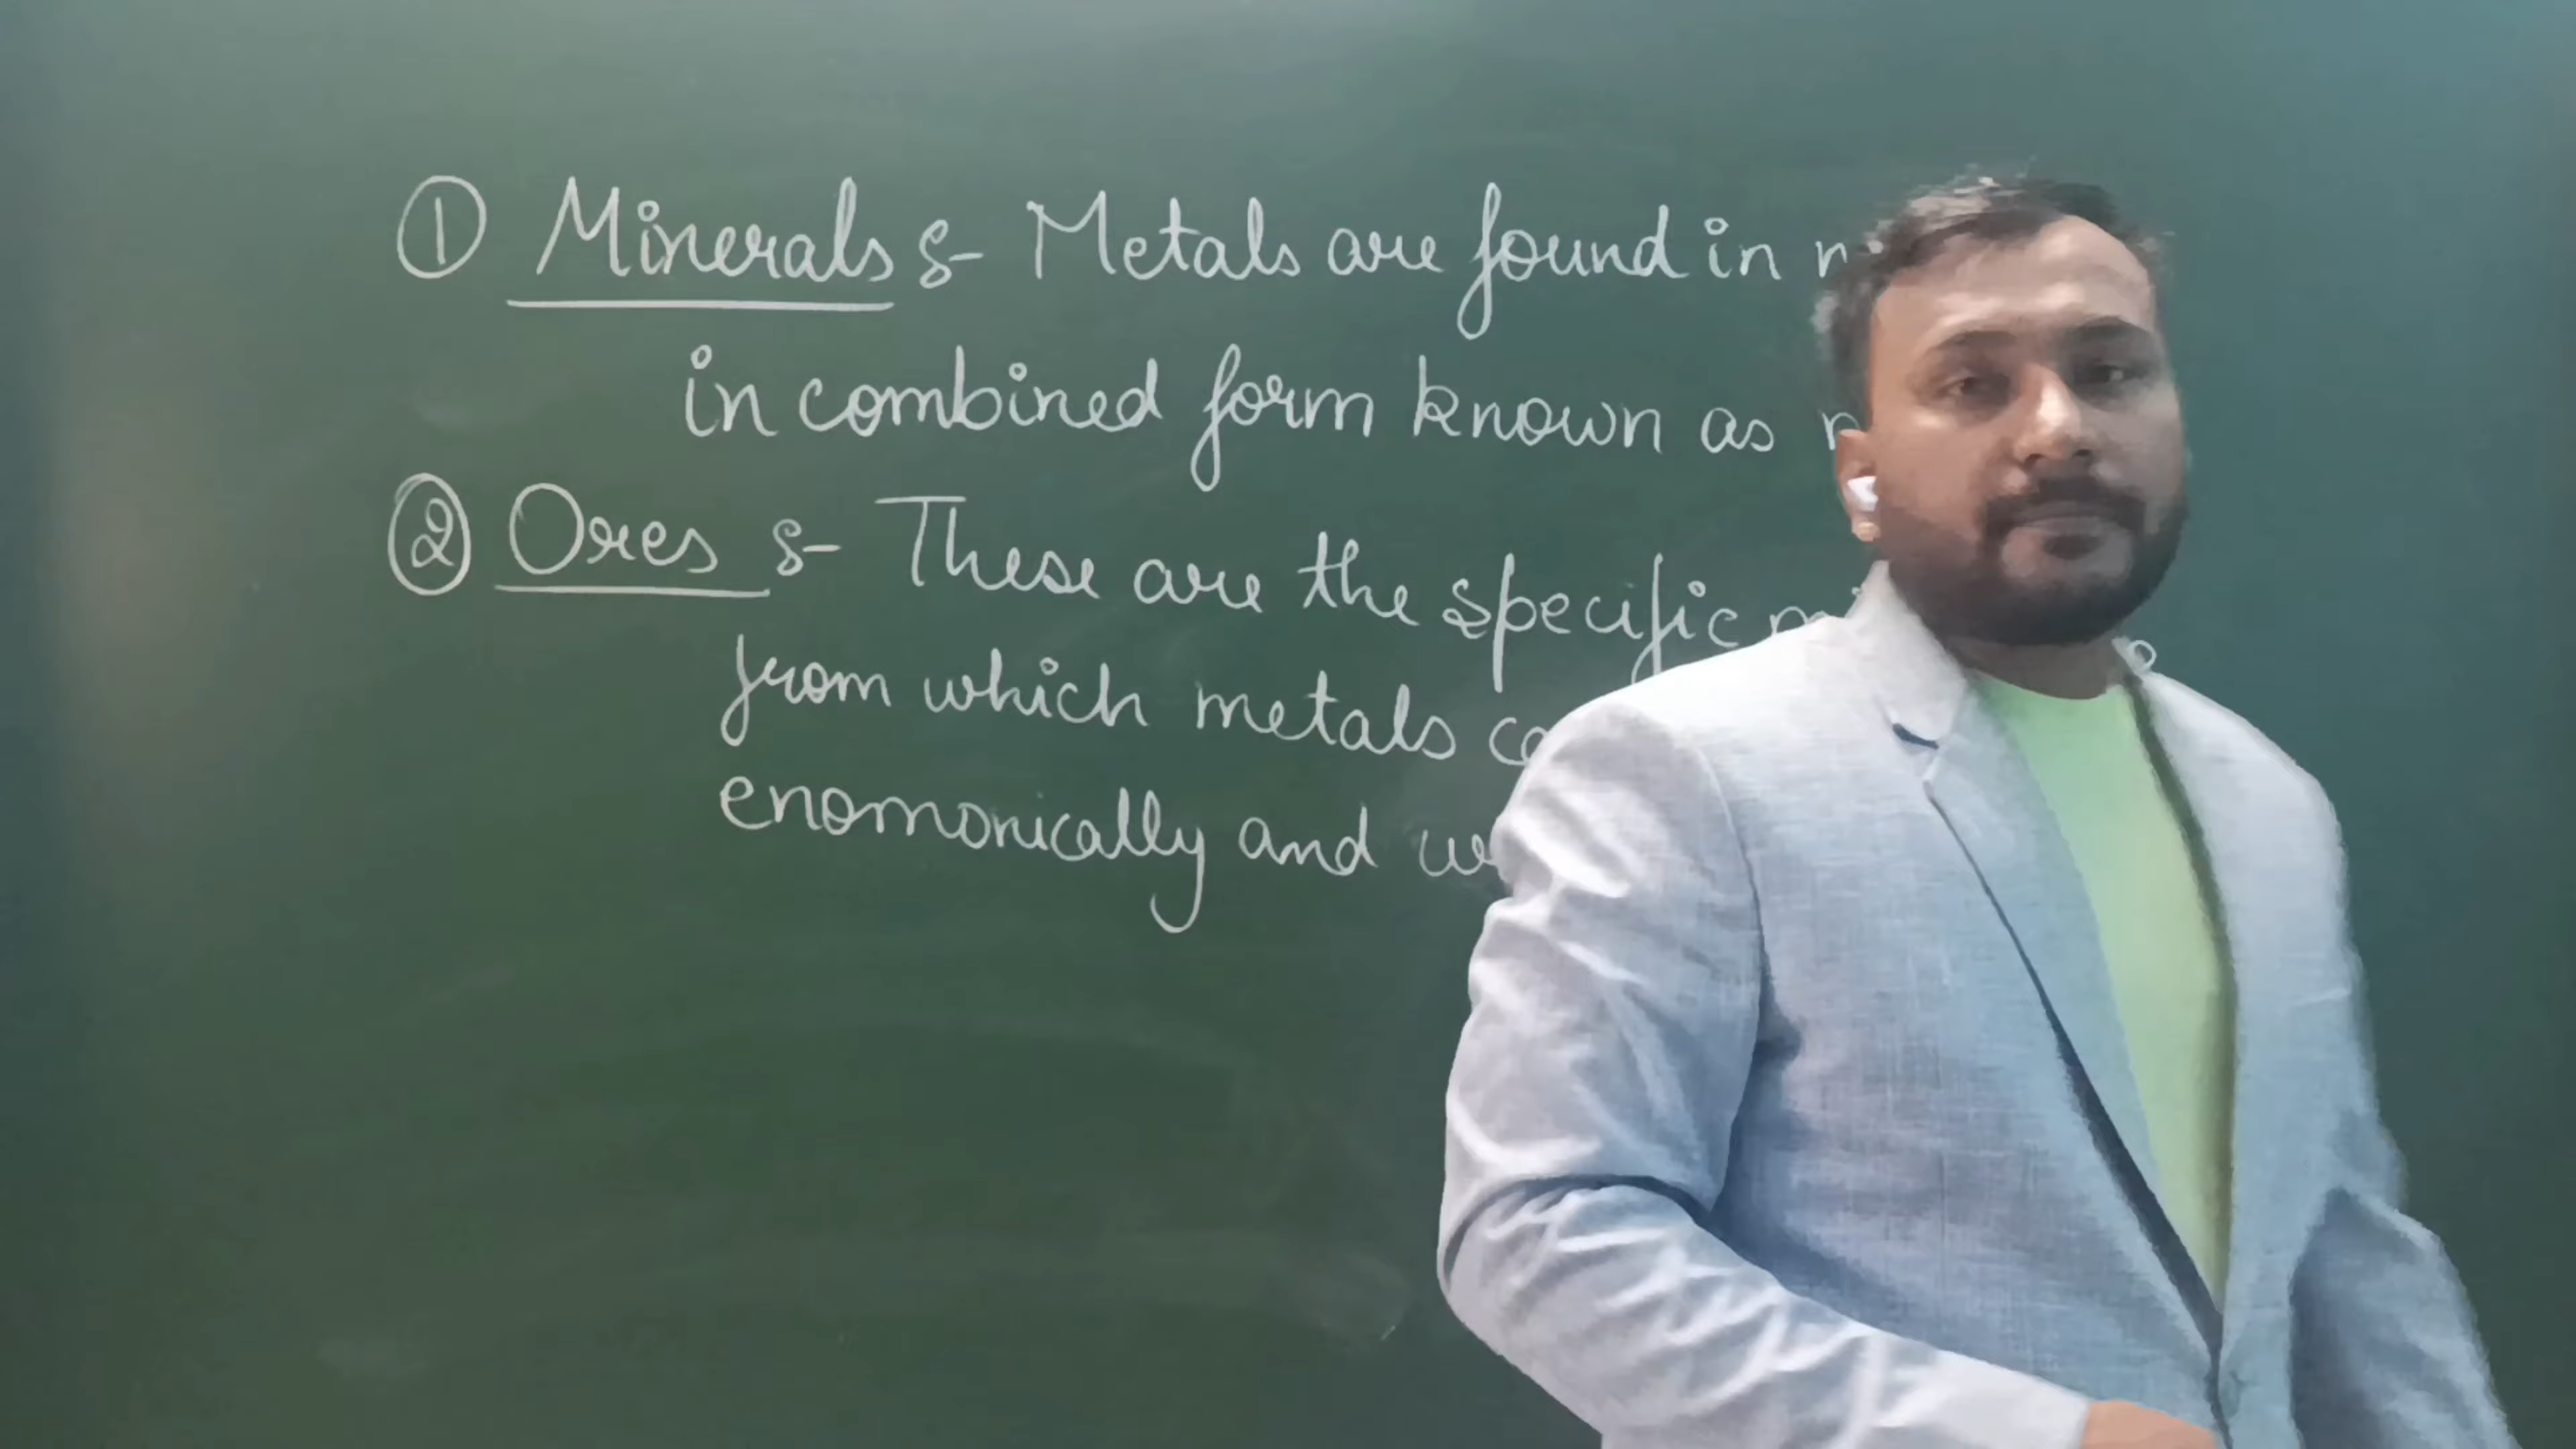 ① Minerals :- Metals are found in
in combined form known as
② Ores :- These are the specific
from which metals
enomonically and